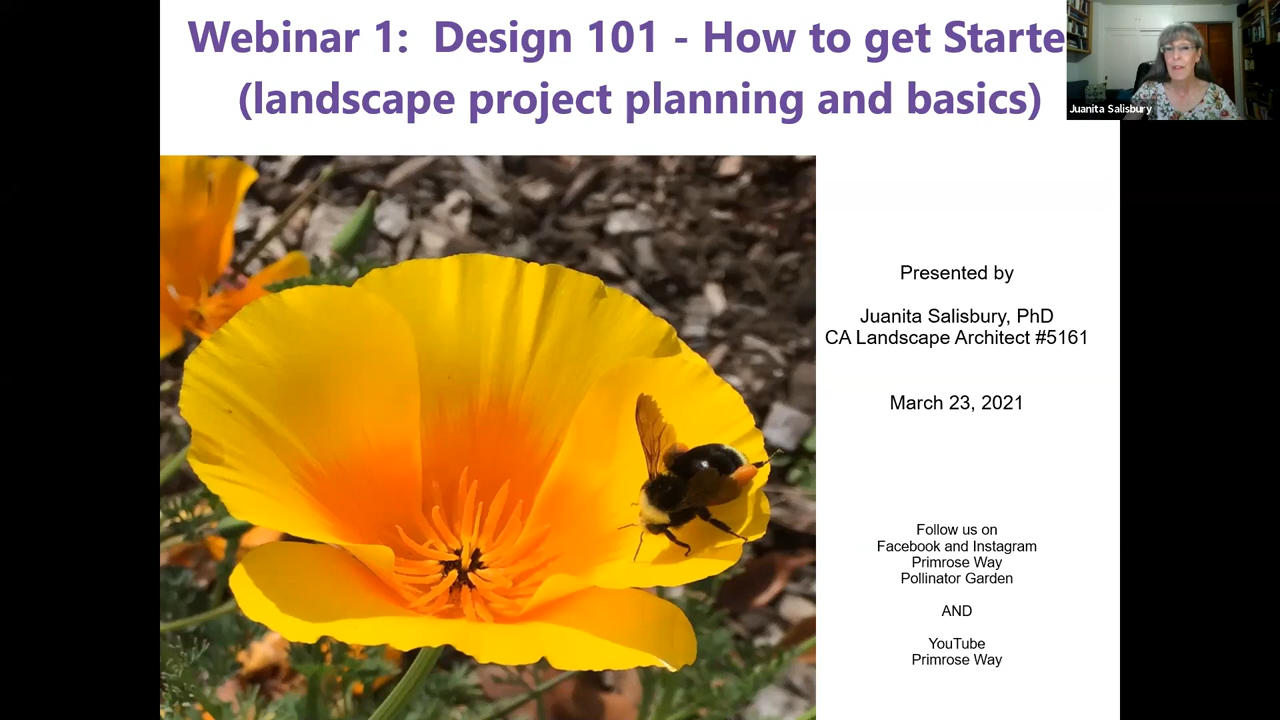 Webinar 1: Design 101 - How to get Starte
(landscape project planning and basics)
Juanita Salisbury
Presented by
Juanita Salisbury, PhD
CA Landscape Architect #5161
March 23, 2021
Follow us on
Facebook and Instagram
Primrose Way
Pollinator Garden
AND
YouTube
Primrose Way